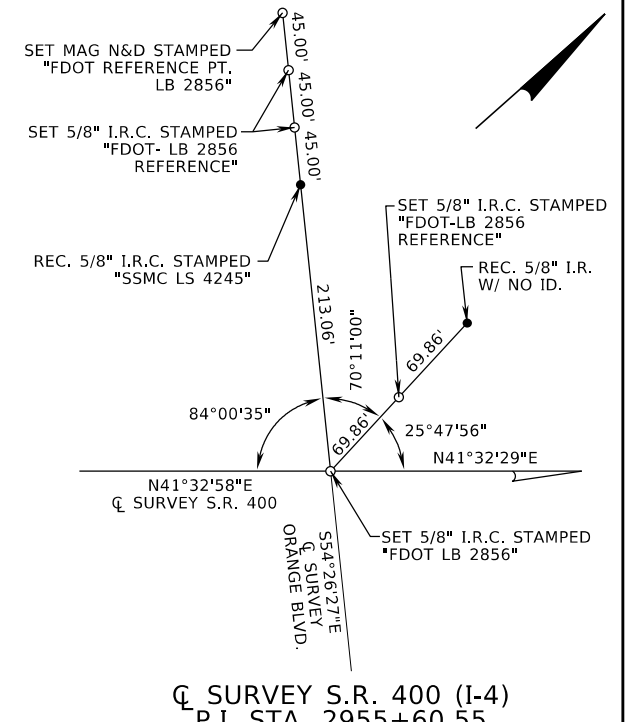 SET MAG N&D STAMPED
"FDOT REFERENCE PT.
LB 2856"
45.00'
45.00'
45.00'
SET 5/8" I.R.C. STAMPED
"FDOT- LB 2856
REFERENCE"
REC. 5/8" I.R.C. STAMPED
"SSMC LS 4245"
SET 5/8" I.R.C. STAMPED
"FDOT-LB 2856
REFERENCE"
REC. 5/8" I.R.
W/ NO ID.
213.06'
70°11'00"
69.86'
69.86'
84°00'35"
25°47'56"
N41°32'58"E
℄ SURVEY S.R. 400
N41°32'29"E
SET 5/8" I.R.C. STAMPED
"FDOT LB 2856"
S54°26'27"E
℄ SURVEY
ORANGE BLVD.
℄ SURVEY S.R. 400 (I-4)
P.I. STA. 2955+60.55